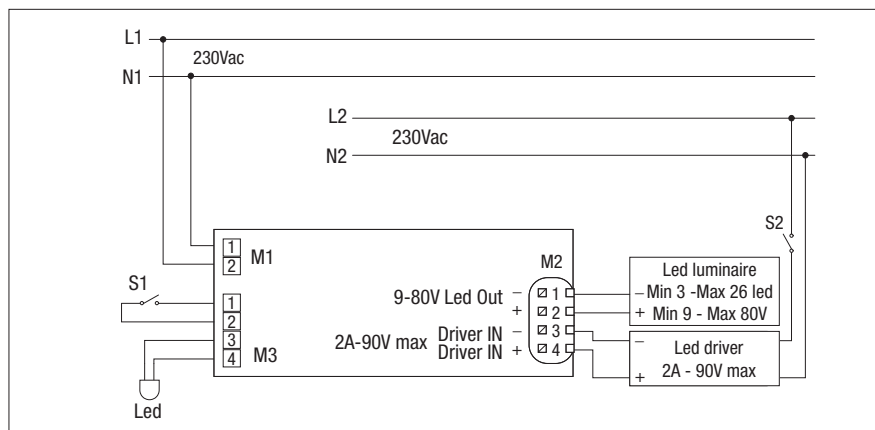 L1
230Vac
N1
L2
230Vac
N2
S2
1
M1
2
M2
S1
9-80V Led Out
–
1
+
2
Led luminaire
– Min 3 -Max 26 led
+ Min 9 - Max 80V
1
2
3
M3
4
2A-90V max
Driver IN –
3
Driver IN +
4
–
Led driver
+
2A - 90V max
Led